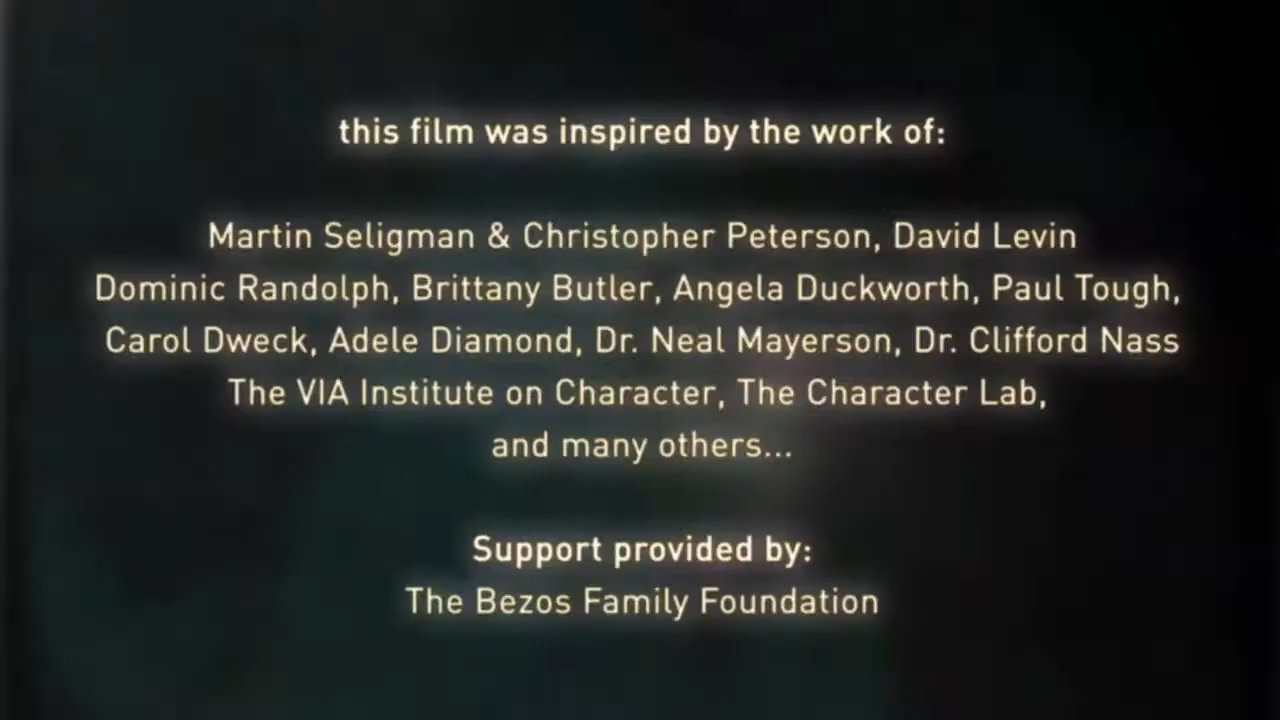 this film was inspired by the work of:
Martin Seligman & Christopher Peterson, David Levin
Dominic Randolph, Brittany Butler, Angela Duckworth, Paul Tough,
Carol Dweck, Adele Diamond, Dr. Neal Mayerson, Dr. Clifford Nass
The VIA Institute on Character, The Character Lab,
and many others...
Support provided by:
The Bezos Family Foundation